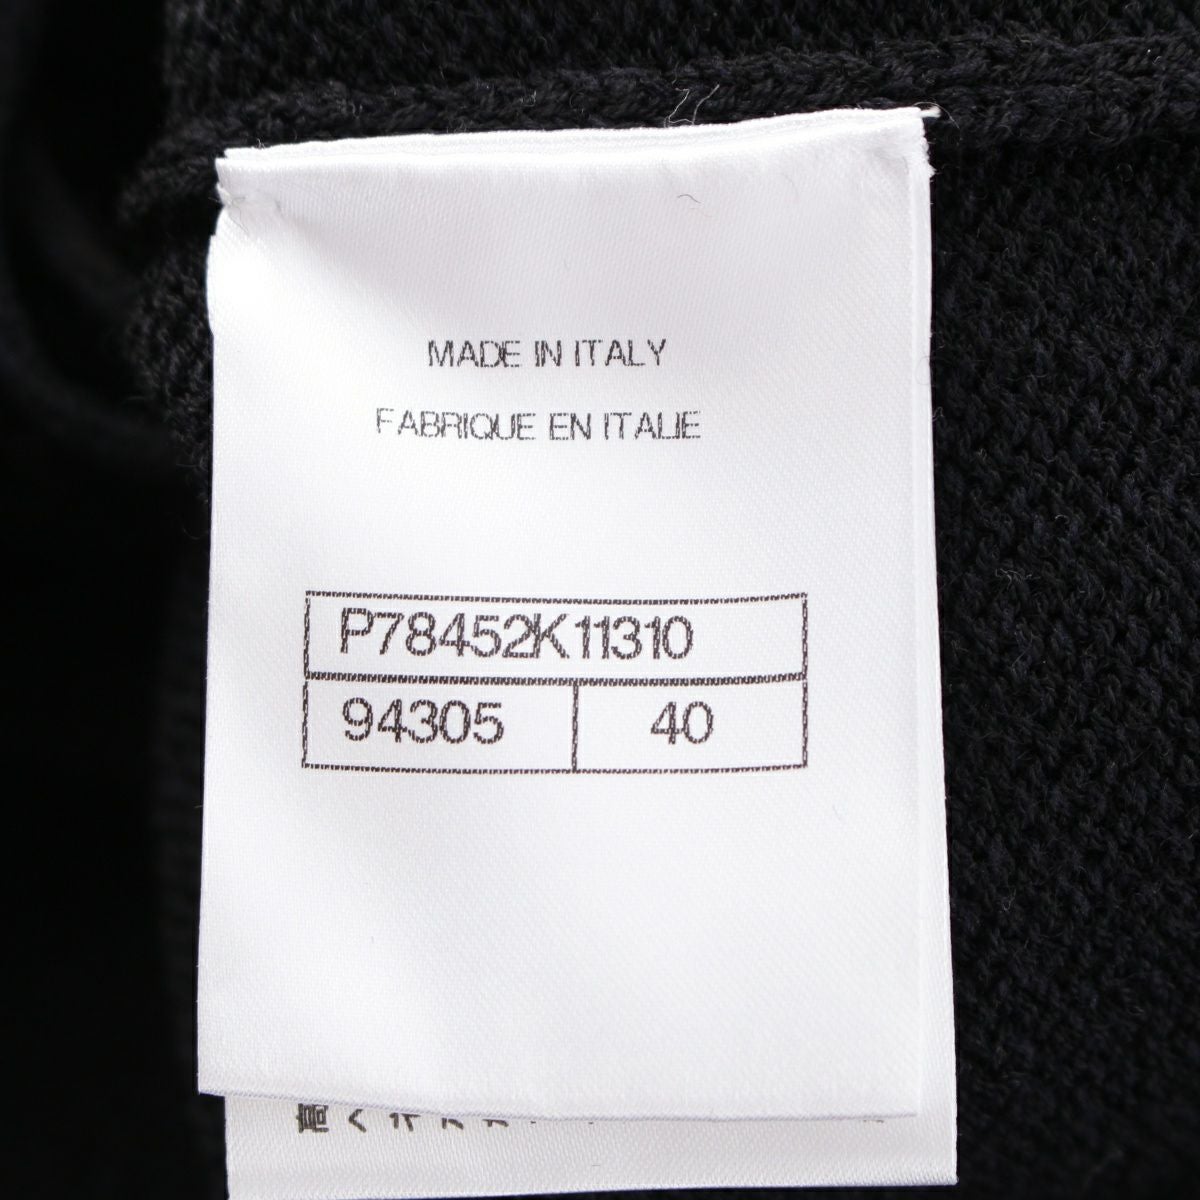 MADE IN ITALY
FABRIQUE EN ITALIE
P78452K11310
94305 40